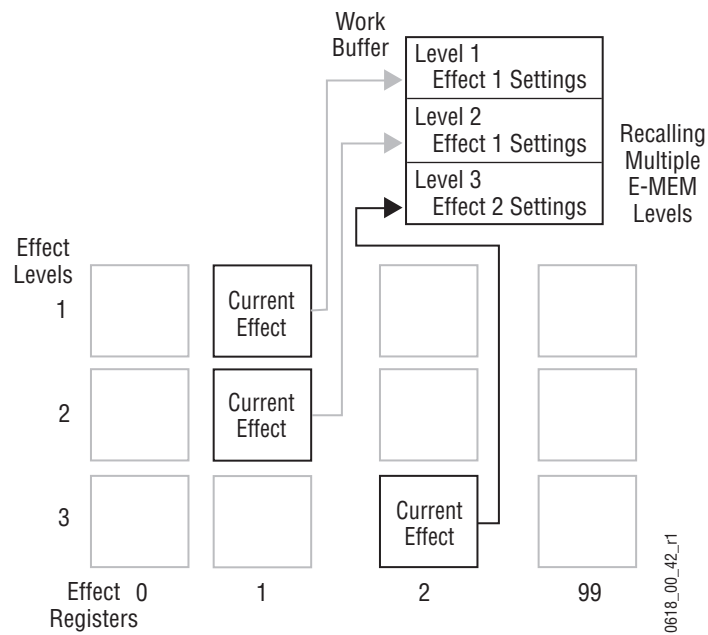 Work
Buffer
Level 1
Effect 1 Settings
Level 2
Effect 1 Settings
Level 3
Effect 2 Settings
Recalling
Multiple
E-MEM
Levels
Effect
Levels
1
Current
Effect
2
Current
Effect
3
Current
Effect
Effect 0 1 2 99
Registers
0618_00_42_r1